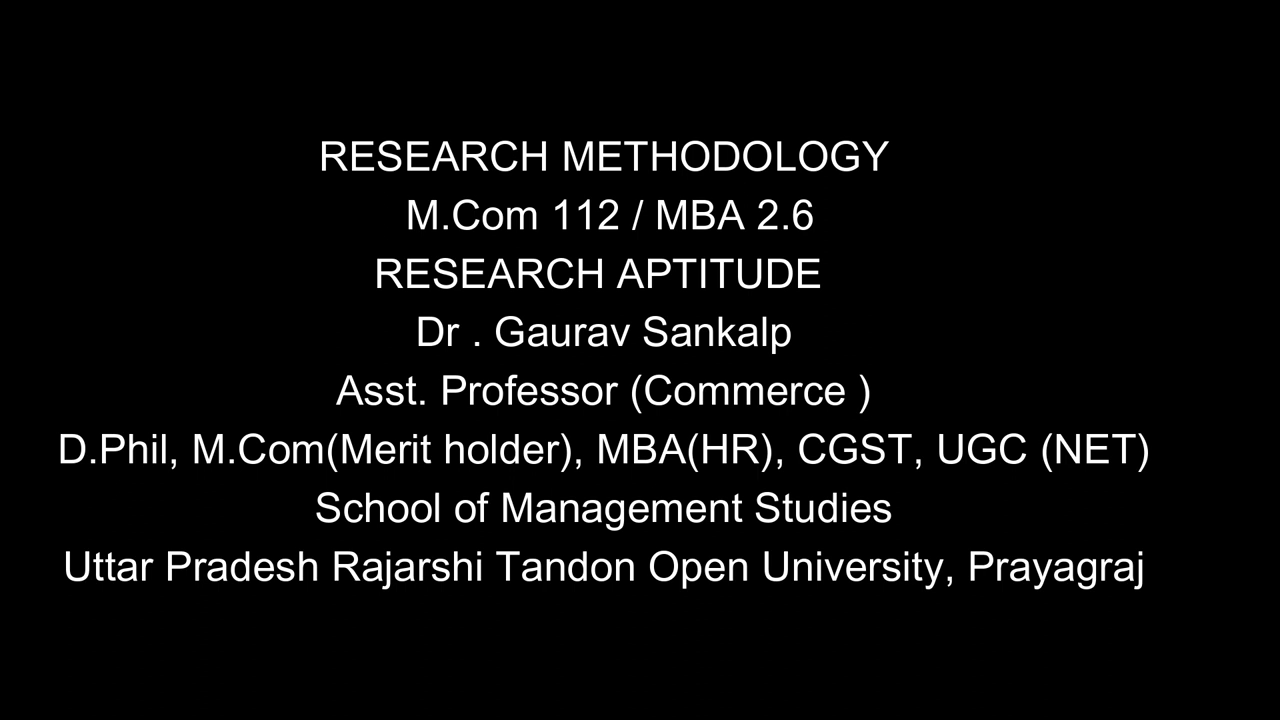 RESEARCH METHODOLOGY
M.Com 112 / MBA 2.6
RESEARCH APTITUDE
Dr . Gaurav Sankalp
Asst. Professor (Commerce )
D.Phil, M.Com(Merit holder), MBA(HR), CGST, UGC (NET)
School of Management Studies
Uttar Pradesh Rajarshi Tandon Open University, Prayagraj